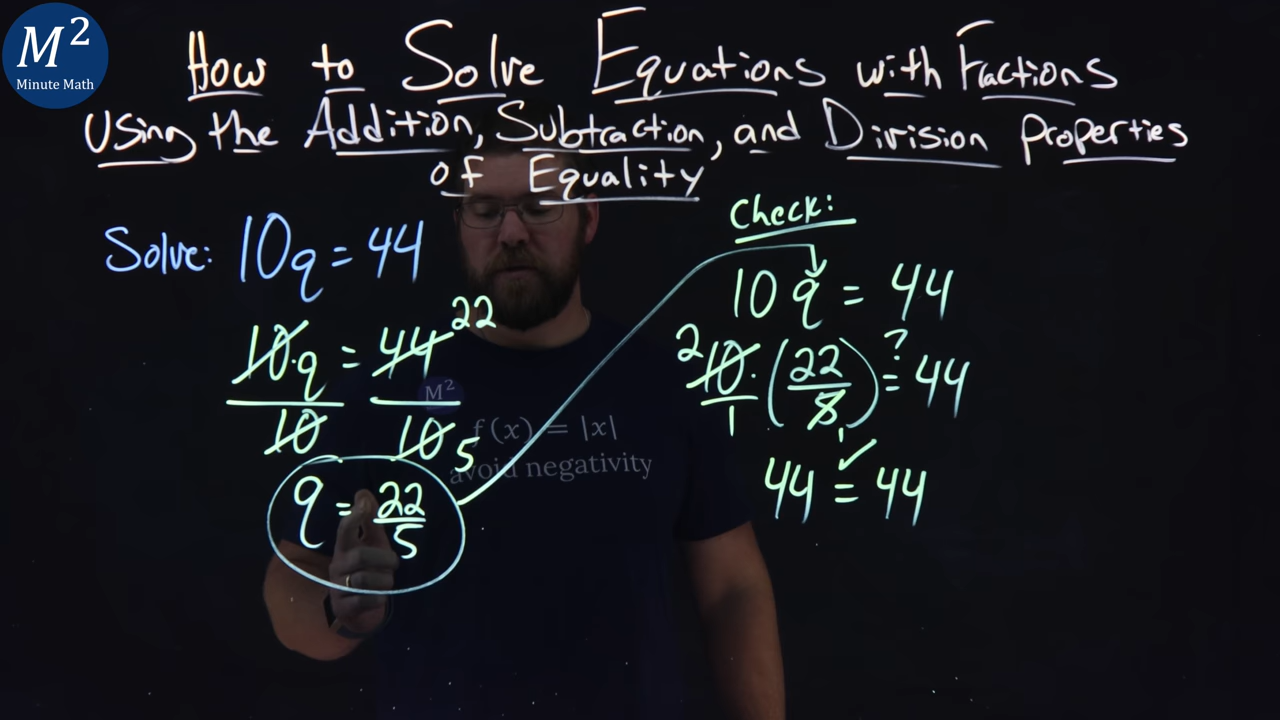 M²
Minute Math
How to Solve Equations with Factions
Using the Addition, Subtraction, and Division Properties
of Equality
Solve: 10q = 44
10·q = 44 22
10 10 5
q = 22/5
Check:
10q = 44
2 10/1 · (22/5) ?= 44
1
44 = 44 ✓
M²
f(x) = |x|
avoid negativity